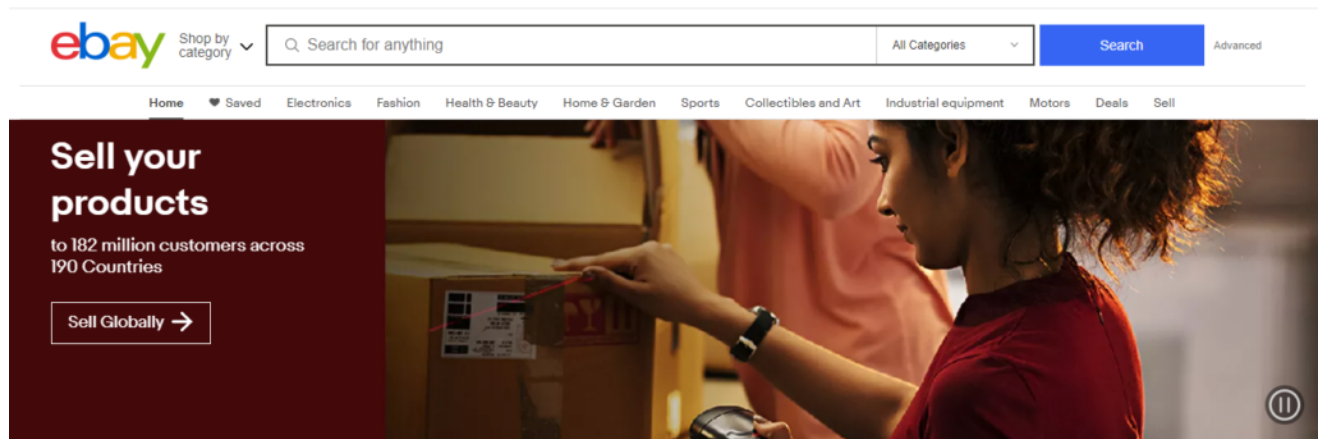 ebay
Shop by
category
Search for anything
All Categories
Search
Advanced
Home Saved Electronics Fashion Health & Beauty Home & Garden Sports Collectibles and Art Industrial equipment Motors Deals Sell
Sell your
products
to 182 million customers across
190 Countries
Sell Globally